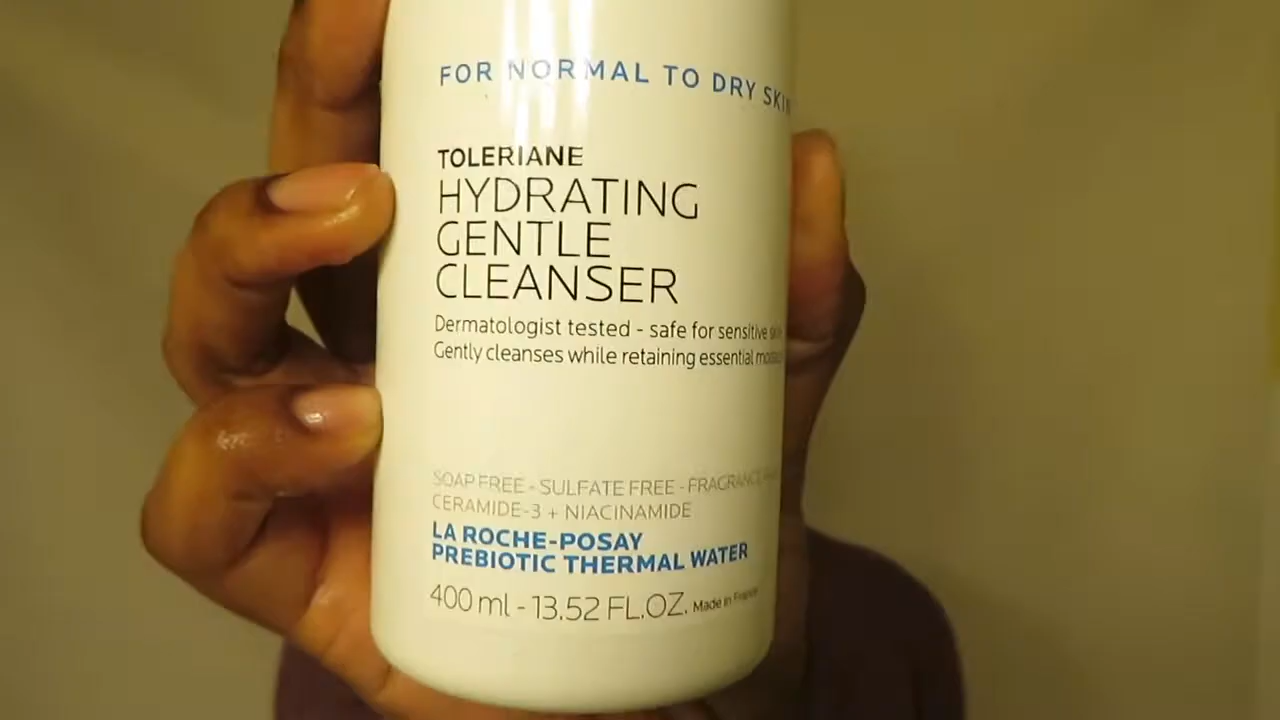 FOR NORMAL TO DRY SKIN
TOLERIANE
HYDRATING
GENTLE
CLEANSER
Dermatologist tested - safe for sensitive
Gently cleanses while retaining essential
SOAP FREE - SULFATE FREE - FRAGRANCE
CERAMIDE-3 + NIACINAMIDE
LA ROCHE-POSAY
PREBIOTIC THERMAL WATER
400 ml - 13.52 FL.OZ. Made in France